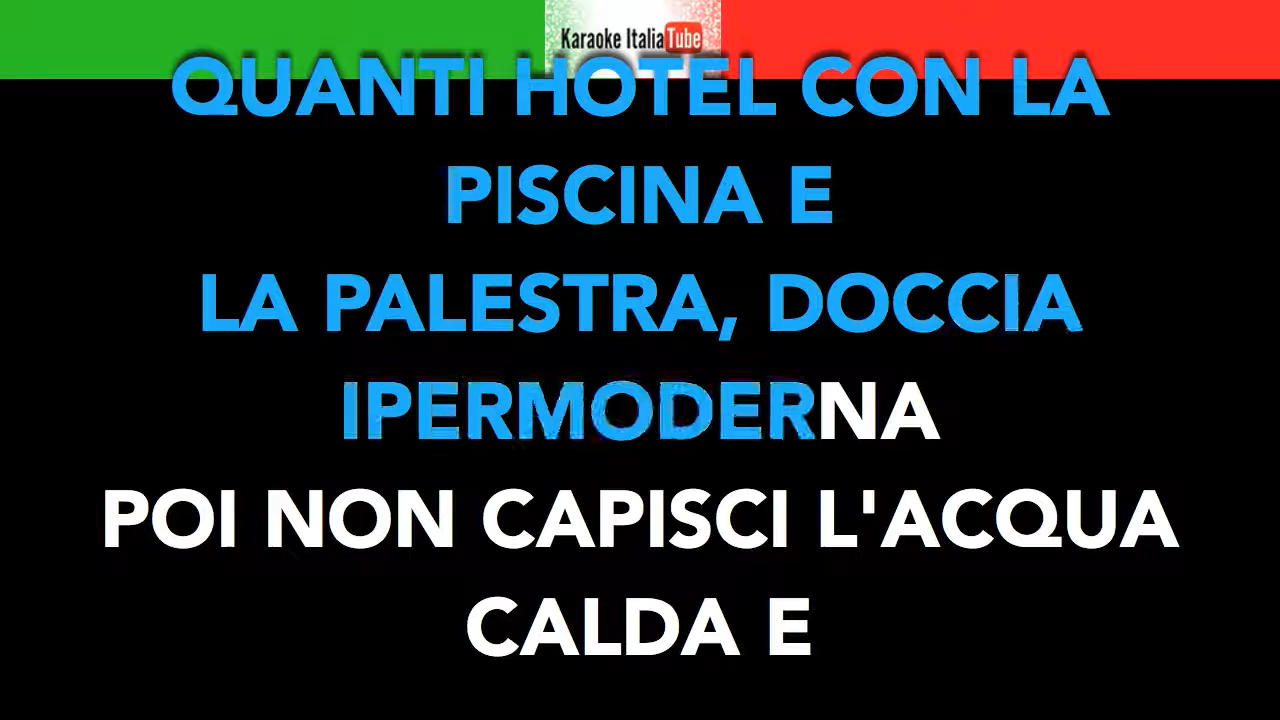 Karaoke ItaliaTube
QUANTI HOTEL CON LA
PISCINA E
LA PALESTRA, DOCCIA
IPERMODERNA
POI NON CAPISCI L'ACQUA
CALDA E